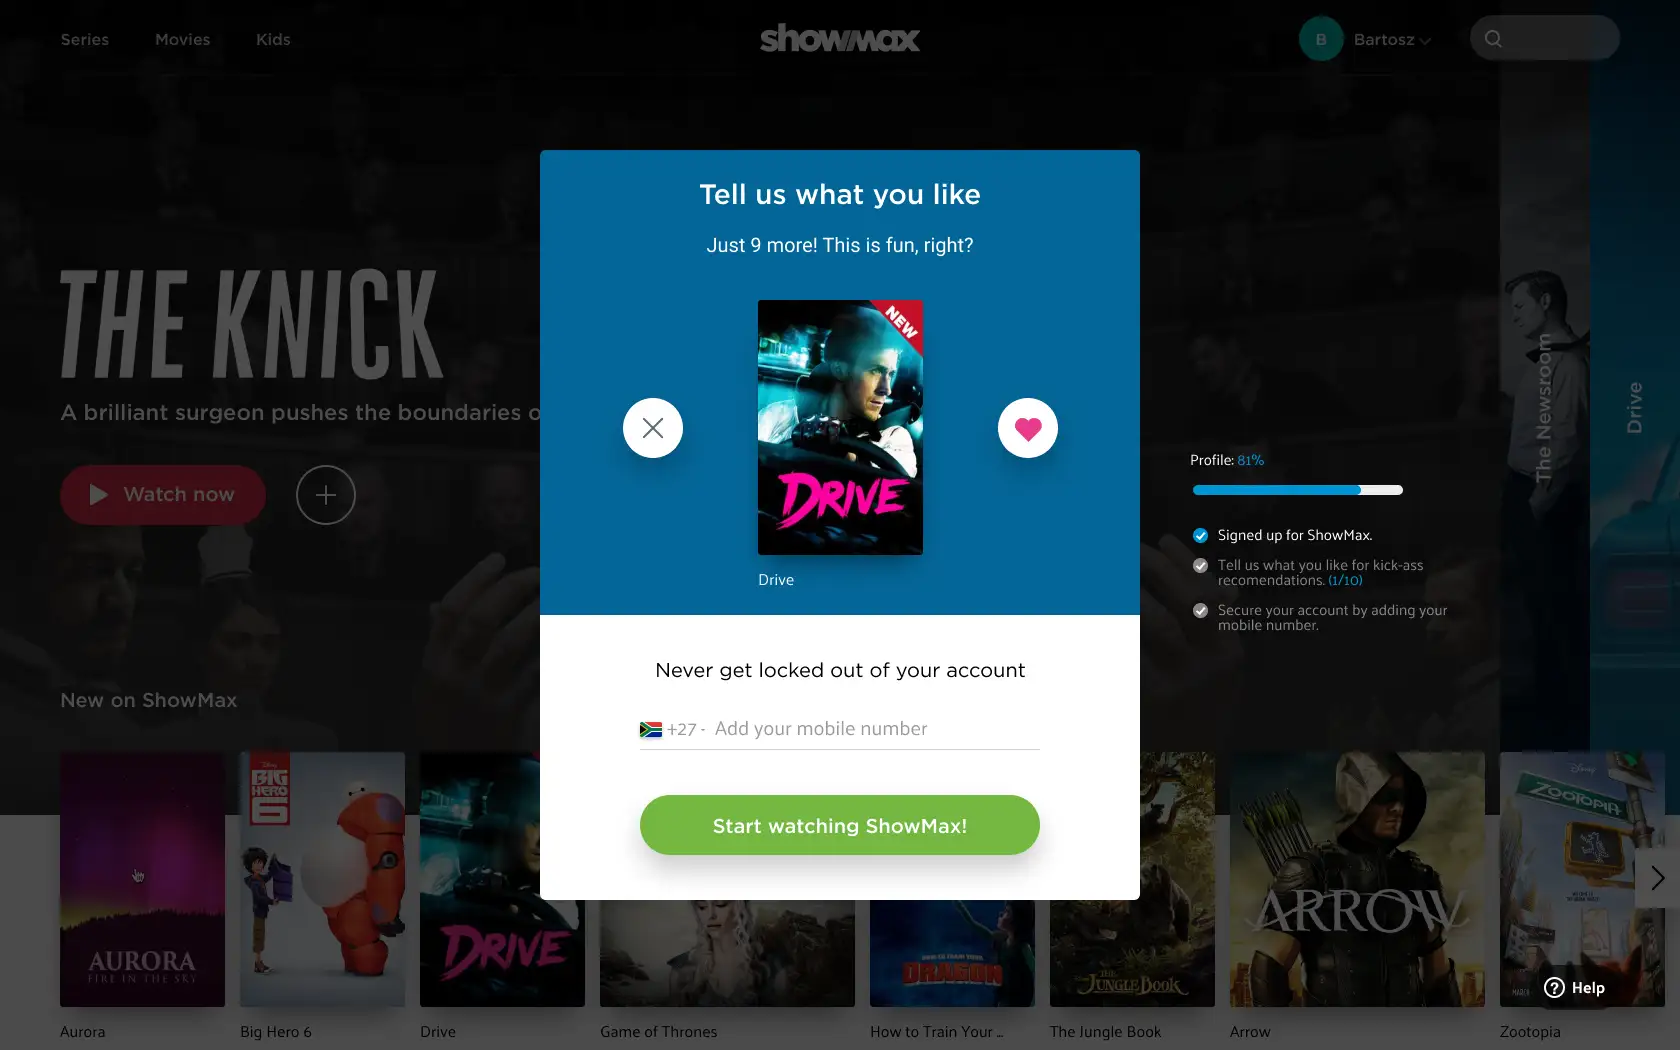 Series
Movies
Kids
showmax
B
Bartosz
Tell us what you like
Just 9 more! This is fun, right?
NEW
DRIVE
Drive
THE KNICK
A brilliant surgeon pushes the boundaries o
Watch now
The Newsroom
Drive
Profile: 81%
Signed up for ShowMax.
Tell us what you like for kick-ass
recomendations. (1/10)
Secure your account by adding your
mobile number.
Never get locked out of your account
+27 - Add your mobile number
Start watching ShowMax!
New on ShowMax
AURORA
FIRE IN THE SKY
Disney
BIG
HERO
6
DRIVE
DRAGON
THE
JUNGLE BOOK
ARROW
Disney
ZOOTOPIA
MARCH
Help
Aurora
Big Hero 6
Drive
Game of Thrones
How to Train Your ...
The Jungle Book
Arrow
Zootopia